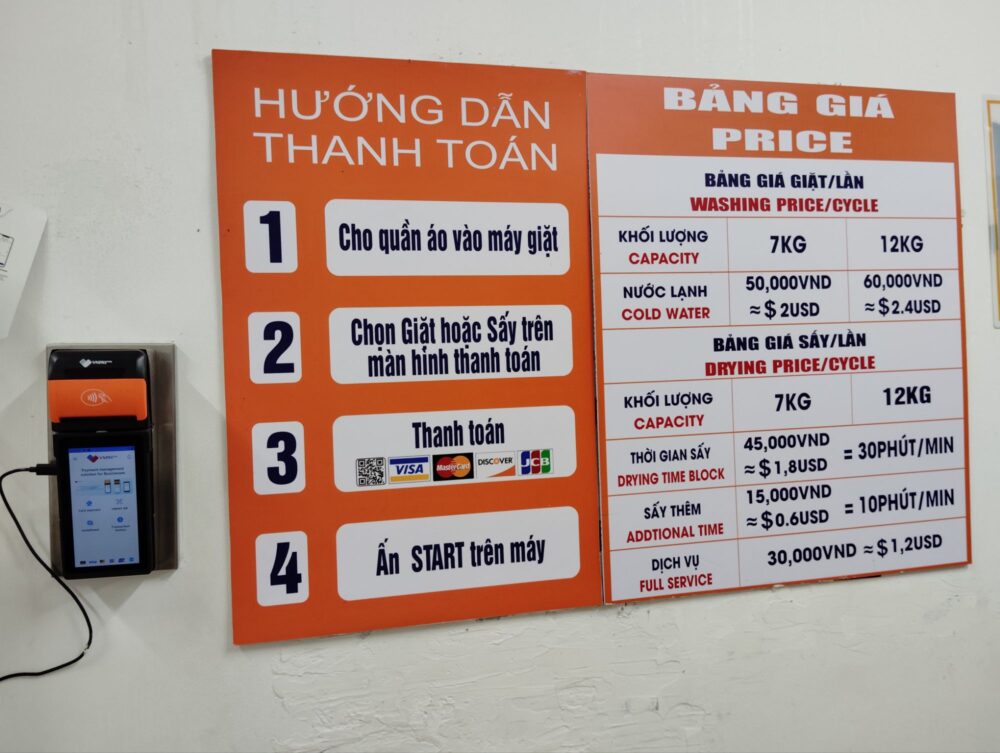 HƯỚNG DẪN
THANH TOÁN
1
Cho quần áo vào máy giặt
2
Chọn Giặt hoặc Sấy trên
màn hình thanh toán
3
Thanh toán
VISA MasterCard DISCOVER JCB
4
Ấn START trên máy
BẢNG GIÁ
PRICE
BẢNG GIÁ GIẶT/LẦN
WASHING PRICE/CYCLE
KHỐI LƯỢNG
CAPACITY
7KG
12KG
NƯỚC LẠNH
COLD WATER
50,000VND
≈ $ 2USD
60,000VND
≈ $ 2.4USD
BẢNG GIÁ SẤY/LẦN
DRYING PRICE/CYCLE
KHỐI LƯỢNG
CAPACITY
7KG
12KG
THỜI GIAN SẤY
DRYING TIME BLOCK
45,000VND
≈ $ 1,8USD
= 30PHÚT/MIN
SẤY THÊM
ADDTIONAL TIME
15,000VND
≈ $ 0.6USD
= 10PHÚT/MIN
DỊCH VỤ
FULL SERVICE
30,000VND ≈ $ 1,2USD
Payment management
solution for Businesses